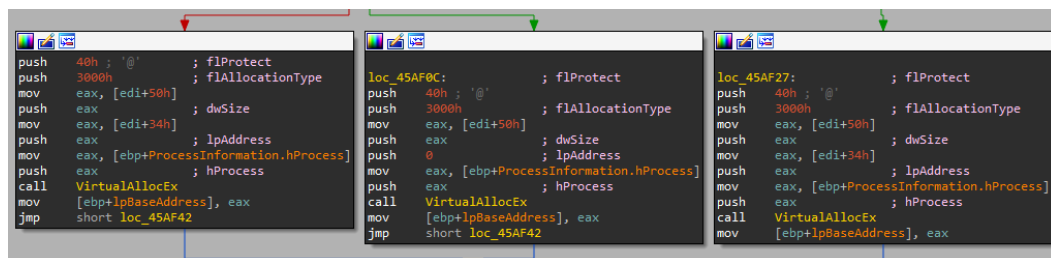 push 40h ; '@' ; flProtect
push 3000h ; flAllocationType
mov eax, [edi+50h]
push eax ; dwSize
mov eax, [edi+34h]
push eax ; lpAddress
mov eax, [ebp+ProcessInformation.hProcess]
push eax ; hProcess
call VirtualAllocEx
mov [ebp+lpBaseAddress], eax
jmp short loc_45AF42
loc_45AF0C: ; flProtect
push 40h ; '@'
push 3000h ; flAllocationType
mov eax, [edi+50h]
push eax ; dwSize
push 0 ; lpAddress
mov eax, [ebp+ProcessInformation.hProcess]
push eax ; hProcess
call VirtualAllocEx
mov [ebp+lpBaseAddress], eax
jmp short loc_45AF42
loc_45AF27: ; flProtect
push 40h ; '@'
push 3000h ; flAllocationType
mov eax, [edi+50h]
push eax ; dwSize
mov eax, [edi+34h]
push eax ; lpAddress
mov eax, [ebp+ProcessInformation.hProcess]
push eax ; hProcess
call VirtualAllocEx
mov [ebp+lpBaseAddress], eax